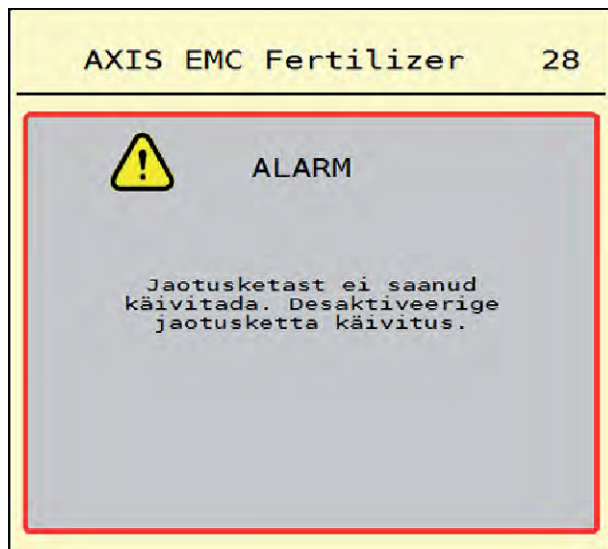 AXIS EMC Fertilizer 28
ALARM
Jaotusketast ei saanud
käivitada. Desaktiveerige
jaotusketta käivitus.